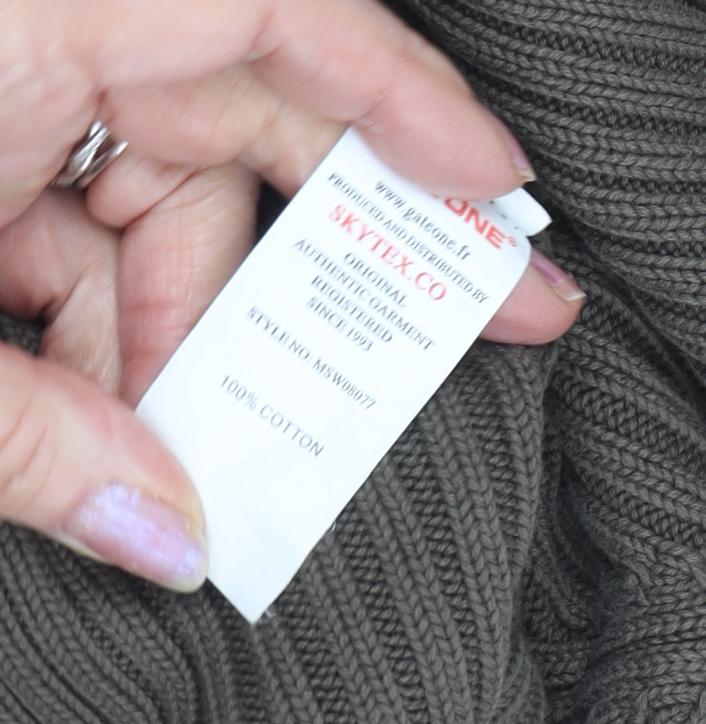 ONE®
www.gateone.fr
PRODUCED AND DISTRIBUTED BY
SKYTEX.CO
ORIGINAL
AUTHENTIC GARMENT
REGISTERED
SINCE 1993
STYLE NO. MSW08077
100% COTTON